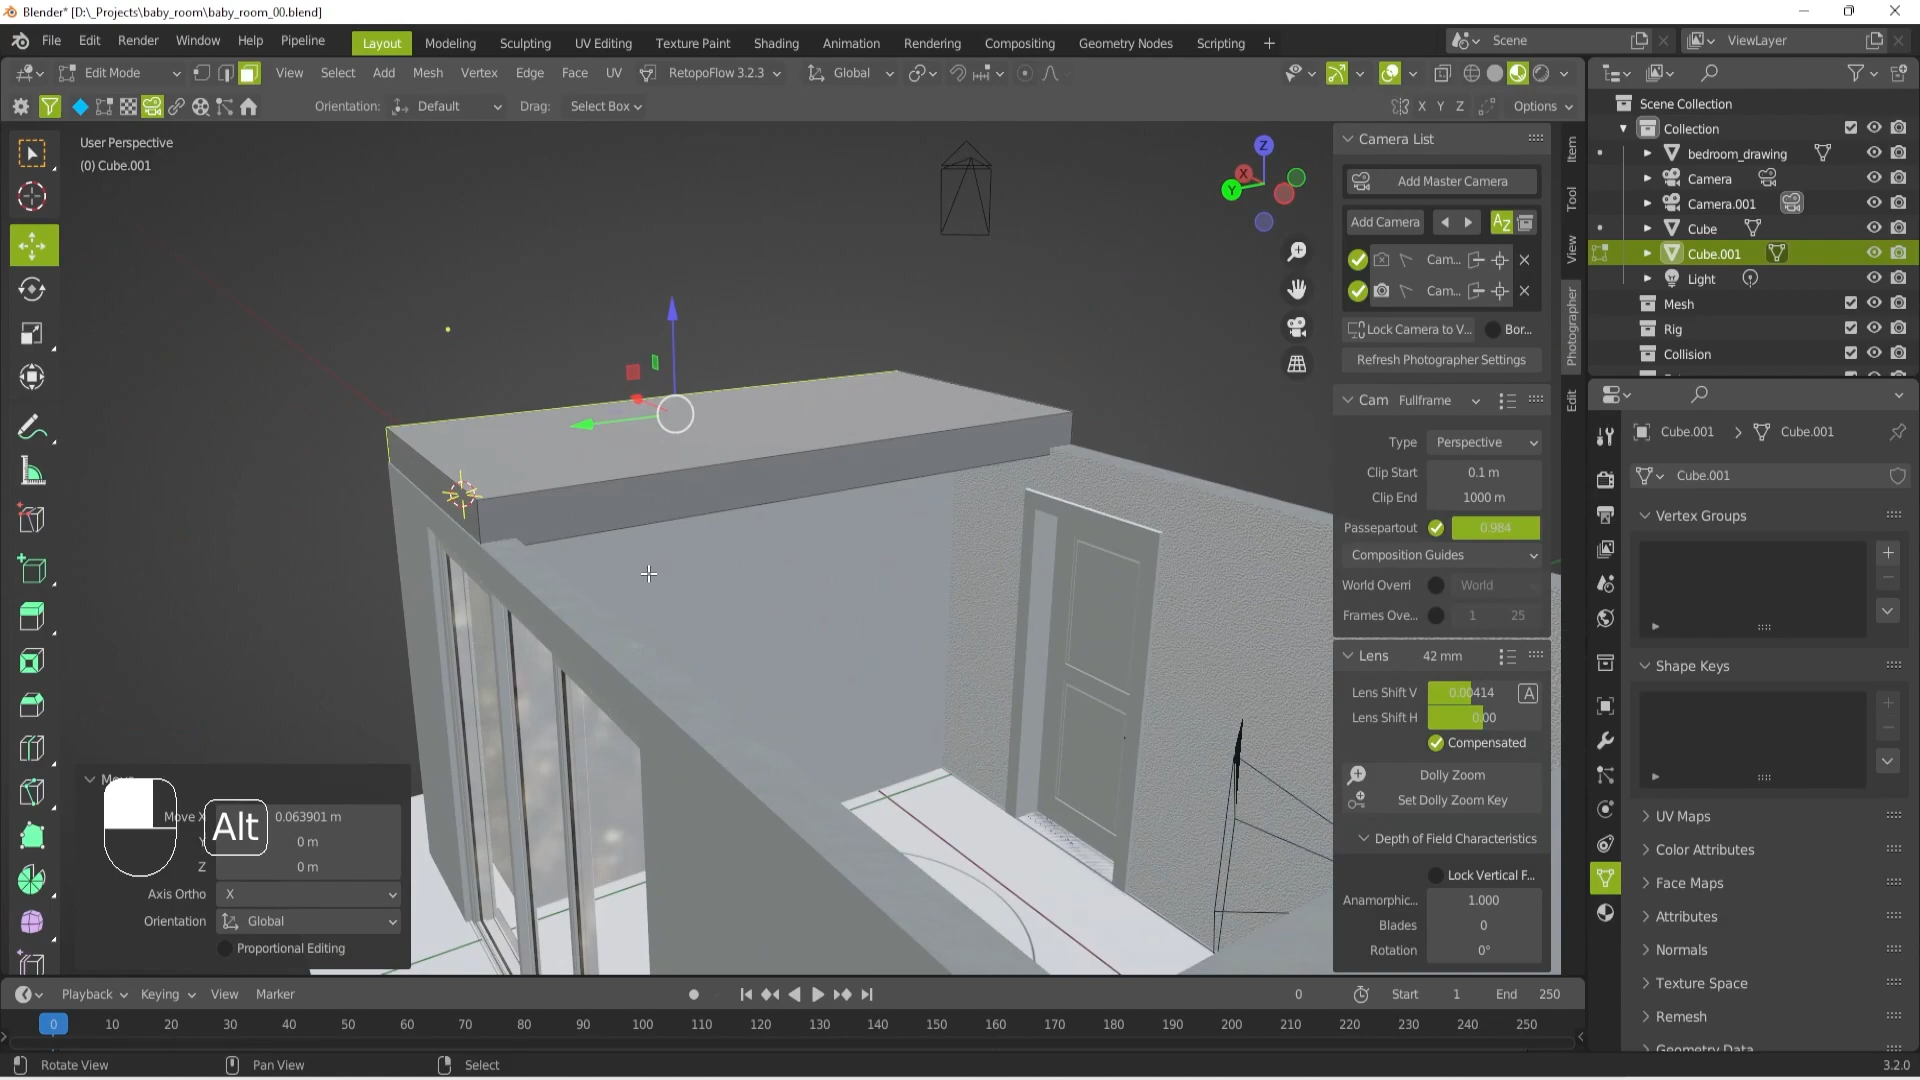 Blender* [D:\_Projects\baby_room\baby_room_00.blend]
File Edit Render Window Help Pipeline Layout Modeling Sculpting UV Editing Texture Paint Shading Animation Rendering Compositing Geometry Nodes Scripting + Scene ViewLayer
Edit Mode View Select Add Mesh Vertex Edge Face UV RetopoFlow 3.2.3 Global
Orientation: Default Drag: Select Box X Y Z Options
User Perspective
(0) Cube.001
Z
X
Y
Camera List
Add Master Camera
Add Camera AZ
Cam...
Cam...
Lock Camera to V... Bor...
Refresh Photographer Settings
Cam Fullframe
Type Perspective
Clip Start 0.1 m
Clip End 1000 m
Passepartout 0.984
Composition Guides
World Overri World
Frames Ove... 1 25
Lens 42 mm
Lens Shift V 0.00414 A
Lens Shift H 0.00
Compensated
Dolly Zoom
Set Dolly Zoom Key
Depth of Field Characteristics
Lock Vertical F...
Anamorphic... 1.000
Blades 0
Rotation 0°
Item
Tool
View
Photographer
Edit
Scene Collection
Collection
bedroom_drawing
Camera
Camera.001
Cube
Cube.001
Light
Mesh
Rig
Collision
Cube.001 Cube.001
Cube.001
Vertex Groups
Shape Keys
UV Maps
Color Attributes
Face Maps
Attributes
Normals
Texture Space
Remesh
Geometry Data
Move X 0.063901 m
0 m
Z 0 m
Axis Ortho X
Orientation Global
Proportional Editing
Alt
Playback Keying View Marker 0 Start 1 End 250
0 10 20 30 40 50 60 70 80 90 100 110 120 130 140 150 160 170 180 190 200 210 220 230 240 250
Rotate View Pan View Select 3.2.0